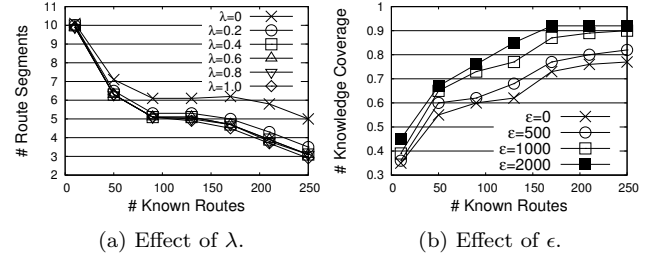 11
10
9
8
7
6
5
4
3
2
# Route Segments
0 50 100 150 200 250
# Known Routes
λ=0
λ=0.2
λ=0.4
λ=0.6
λ=0.8
λ=1.0
(a) Effect of λ.
1
0.9
0.8
0.7
0.6
0.5
0.4
0.3
# Knowledge Coverage
0 50 100 150 200 250
# Known Routes
ε=0
ε=500
ε=1000
ε=2000
(b) Effect of ϵ.